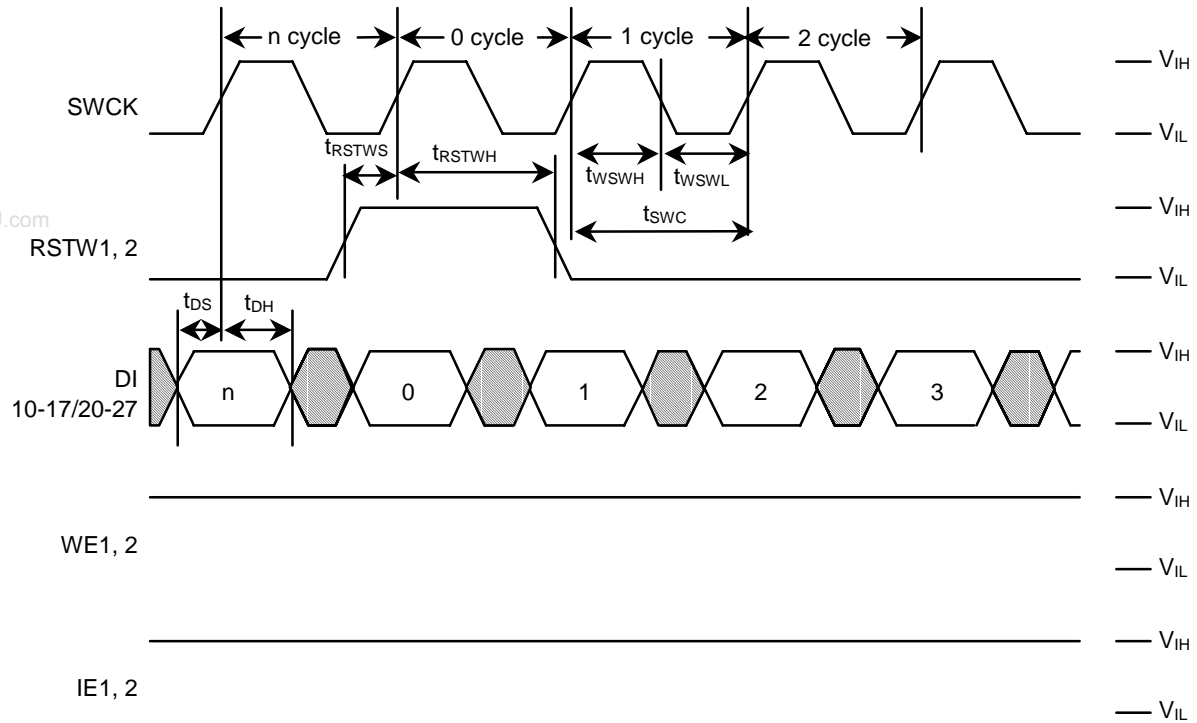 n cycle 0 cycle 1 cycle 2 cycle
SWCK
VIH
VIL
tRSTWS tRSTWH tWSWH tWSWL
tSWC
J.com
RSTW1, 2
VIH
VIL
tDS tDH
DI
10-17/20-27
n 0 1 2 3
VIH
VIL
WE1, 2
VIH
VIL
IE1, 2
VIH
VIL